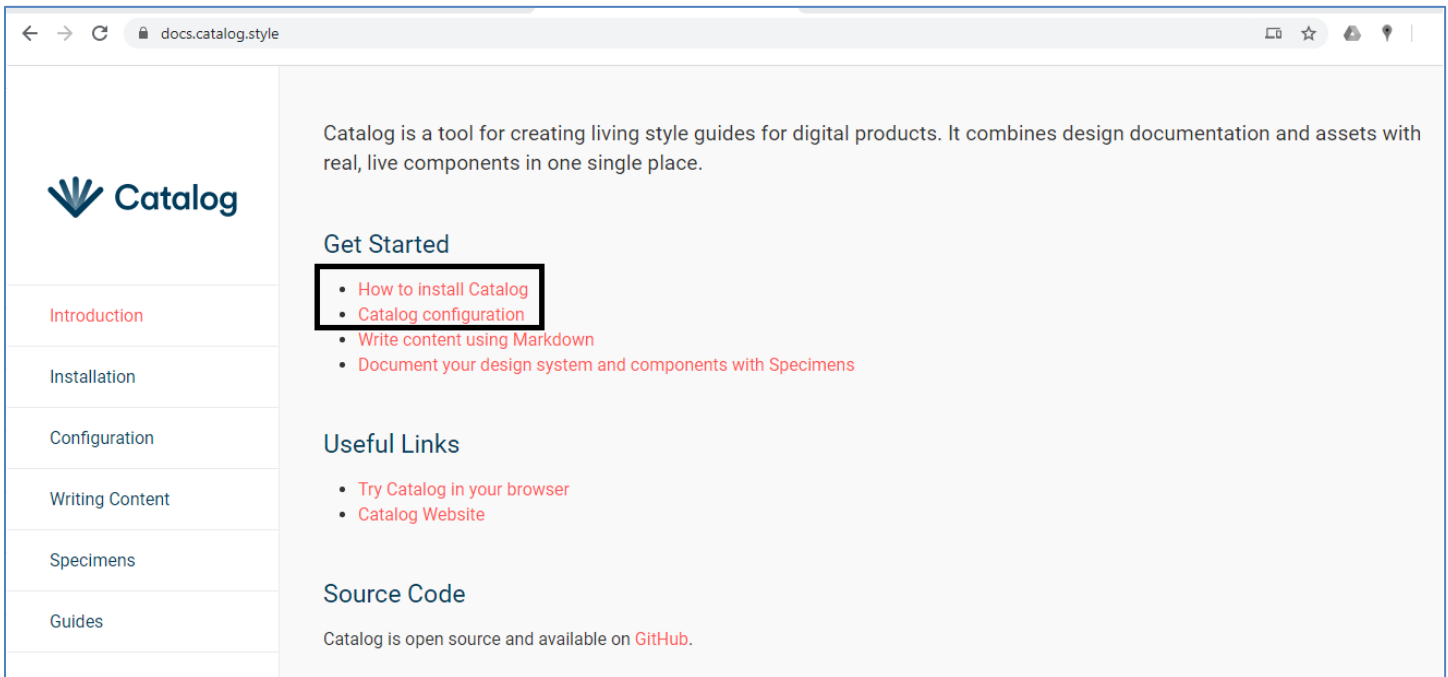 docs.catalog.style
Catalog
Introduction
Installation
Configuration
Writing Content
Specimens
Guides
Catalog is a tool for creating living style guides for digital products. It combines design documentation and assets with
real, live components in one single place.
Get Started
How to install Catalog
Catalog configuration
Write content using Markdown
Document your design system and components with Specimens
Useful Links
Try Catalog in your browser
Catalog Website
Source Code
Catalog is open source and available on GitHub.